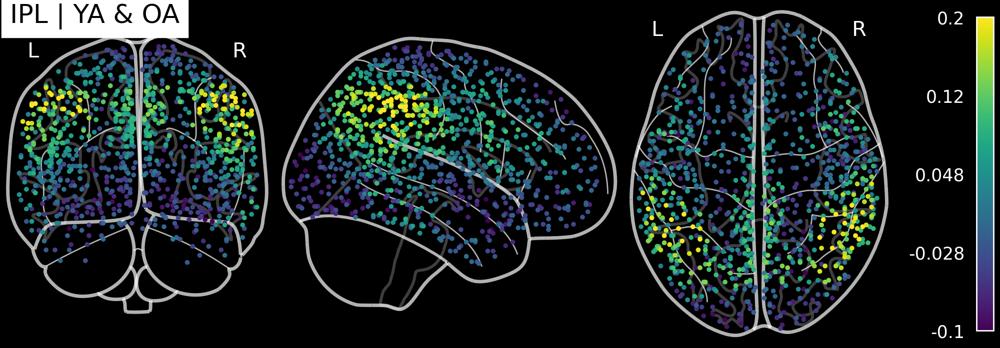 IPL | YA & OA
L
R
L
R
0.2
0.12
0.048
-0.028
-0.1